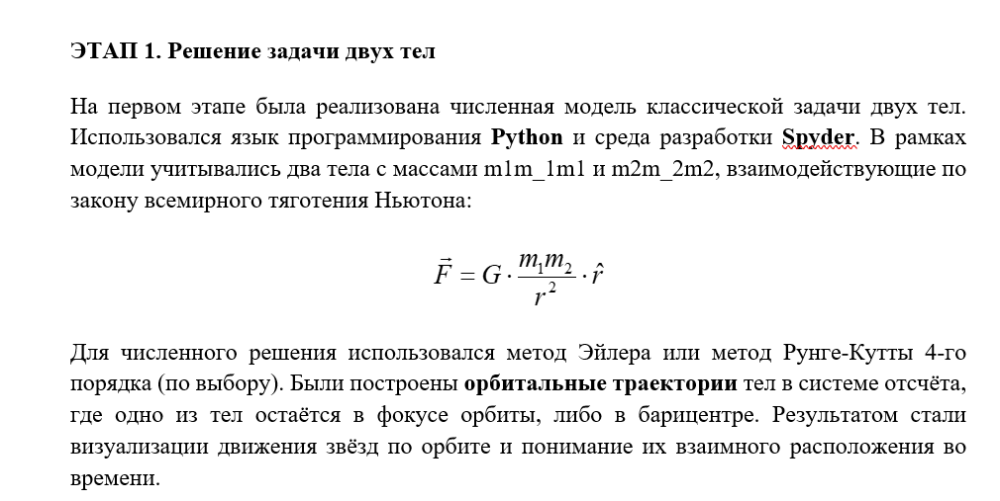 ЭТАП 1. Решение задачи двух тел
На первом этапе была реализована численная модель классической задачи двух тел.
Использовался язык программирования Python и среда разработки Spyder. В рамках
модели учитывались два тела с массами m1m_1m1 и m2m_2m2, взаимодействующие по
закону всемирного тяготения Ньютона:
$\vec{F} = G \cdot \frac{m_1 m_2}{r^2} \cdot \hat{r}$
Для численного решения использовался метод Эйлера или метод Рунге-Кутты 4-го
порядка (по выбору). Были построены орбитальные траектории тел в системе отсчёта,
где одно из тел остаётся в фокусе орбиты, либо в барицентре. Результатом стали
визуализации движения звёзд по орбите и понимание их взаимного расположения во
времени.